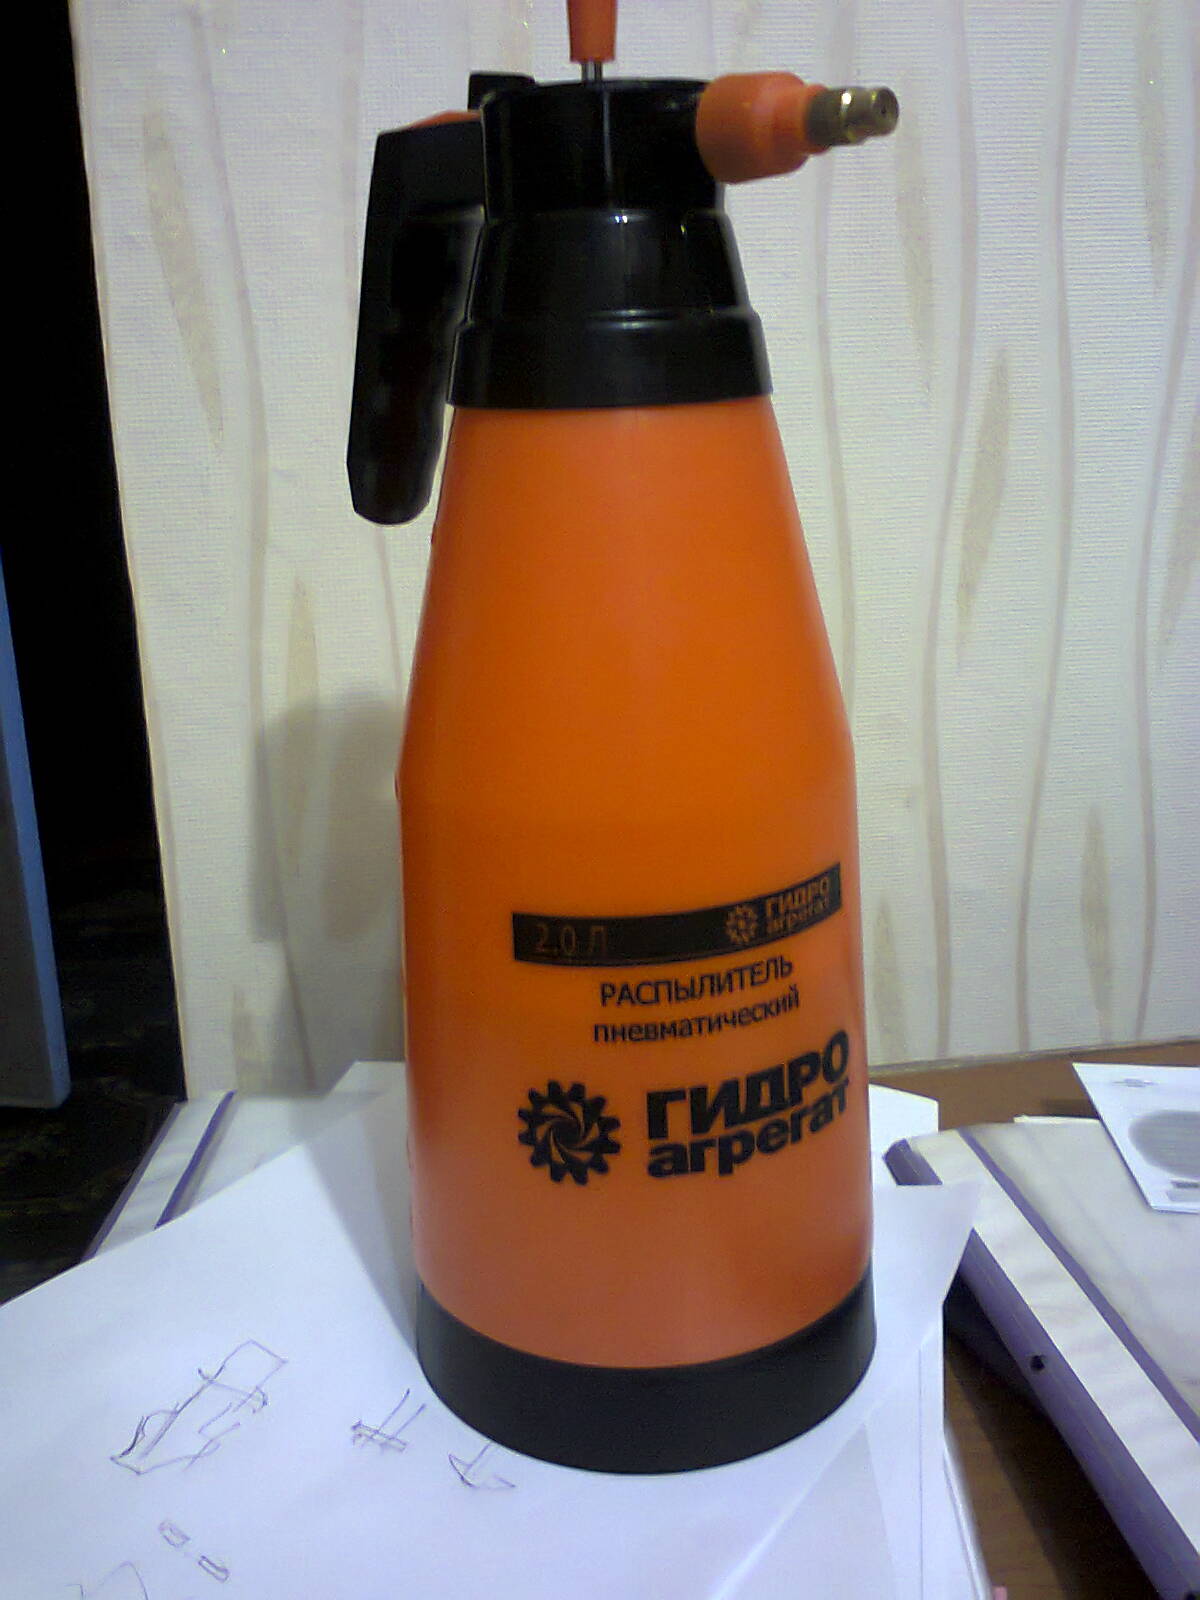 2.0 Л ГИДРО
агрегат
РАСПЫЛИТЕЛЬ
пневматический
ГИДРО
агрегат